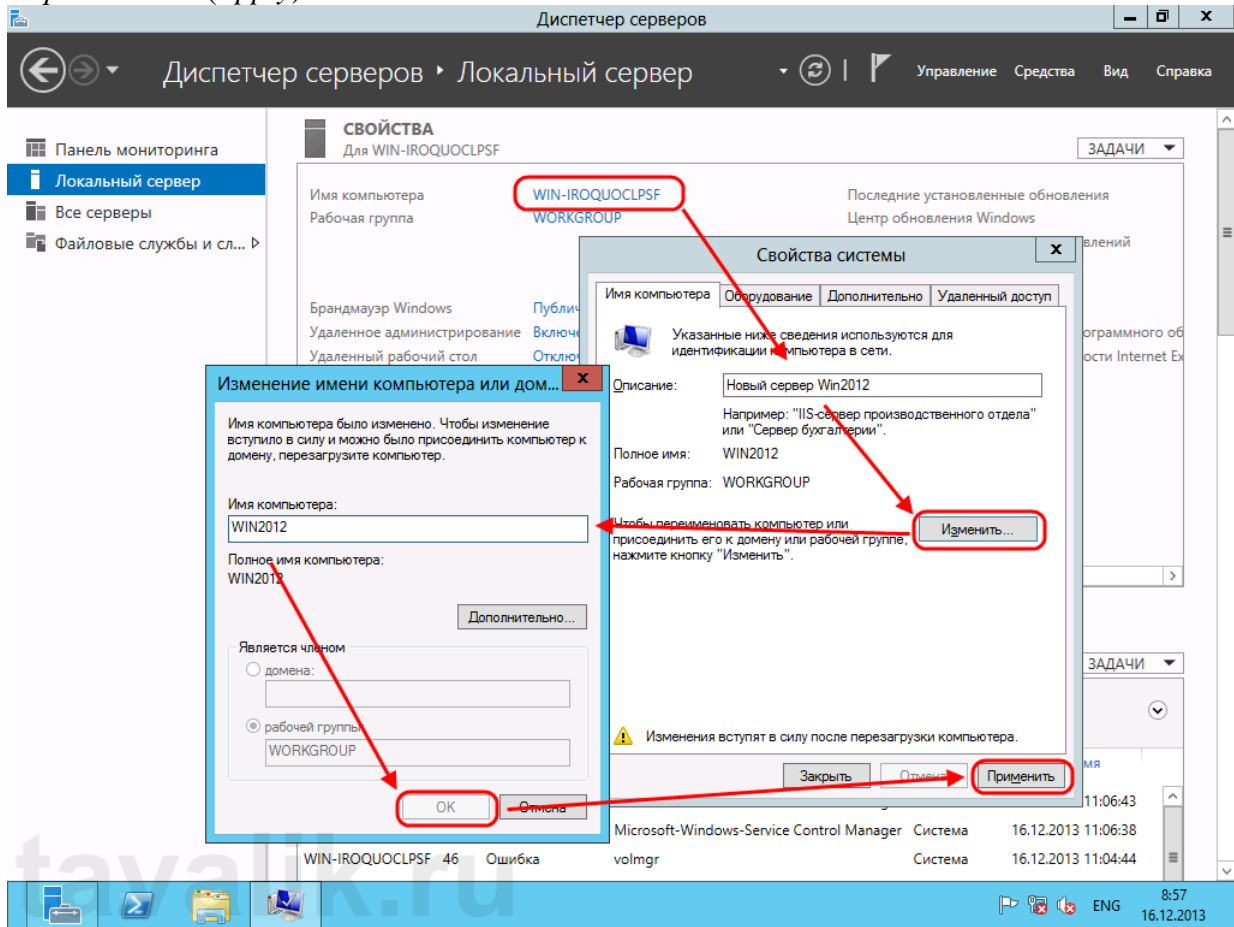 Диспетчер серверов
Диспетчер серверов ‣ Локальный сервер
Управление Средства Вид Справка
Панель мониторинга
Локальный сервер
Все серверы
Файловые службы и сл...
СВОЙСТВА
Для WIN-IROQUOCLPSF
ЗАДАЧИ
Имя компьютера WIN-IROQUOCLPSF Последние установленные обновления
Рабочая группа WORKGROUP Центр обновления Windows
Брандмауэр Windows
Удаленное администрирование
Удаленный рабочий стол
Свойства системы
Имя компьютера Оборудование Дополнительно Удаленный доступ
Указанные ниже сведения используются для
идентификации компьютера в сети.
Описание: Новый сервер Win2012
Например: "IIS-сервер производственного отдела"
или "Сервер бухгалтерии".
Полное имя: WIN2012
Рабочая группа: WORKGROUP
Чтобы переименовать компьютер или
присоединить его к домену или рабочей группе,
нажмите кнопку "Изменить".
Изменить...
Изменения вступят в силу после перезагрузки компьютера.
Закрыть Отмена Применить
Изменение имени компьютера или дом...
Имя компьютера было изменено. Чтобы изменение
вступило в силу и можно было присоединить компьютер к
домену, перезагрузите компьютер.
Имя компьютера:
WIN2012
Полное имя компьютера:
WIN2012
Дополнительно...
Является членом
домена:
рабочей группы:
WORKGROUP
OK Отмена
ЗАДАЧИ
11:06:43
Microsoft-Windows-Service Control Manager Система 16.12.2013 11:06:38
WIN-IROQUOCLPSF 46 Ошибка volmgr Система 16.12.2013 11:04:44
tavalik.ru
ENG
8:57
16.12.2013